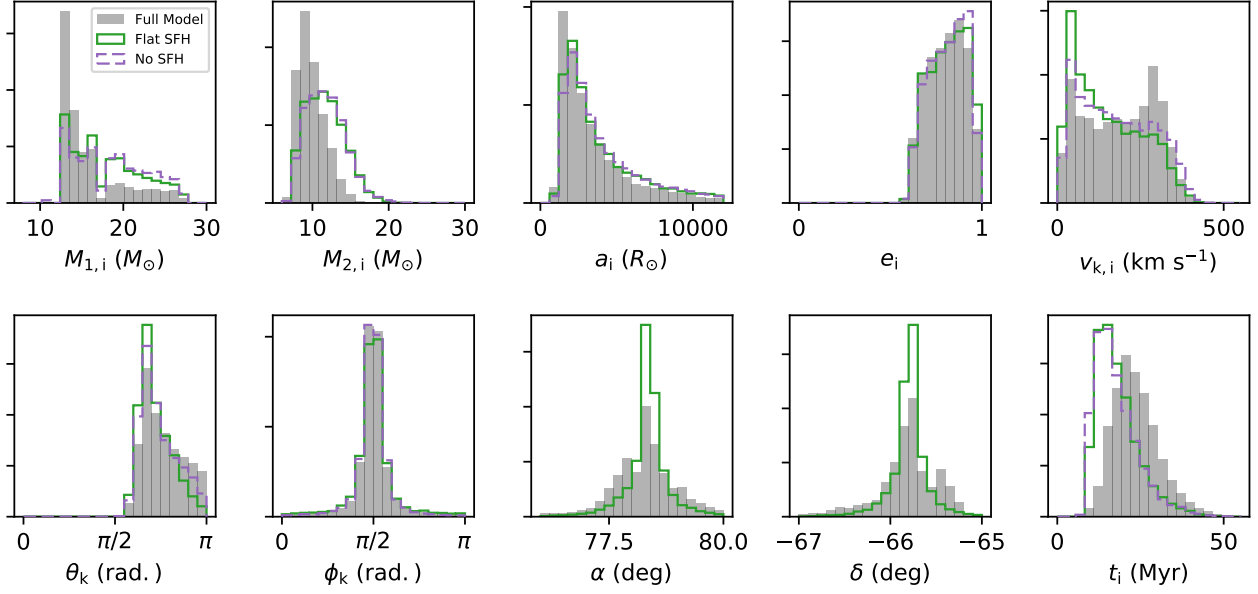 Full Model
Flat SFH
No SFH
10 20 30
M₁,ᵢ (M⊙)
10 20 30
M₂,ᵢ (M⊙)
0 10000
aᵢ (R⊙)
0 1
eᵢ
0 500
vₖ,ᵢ (km s⁻¹)
0 π/2 π
θₖ (rad.)
0 π/2 π
ϕₖ (rad.)
77.5 80.0
α (deg)
−67 −66 −65
δ (deg)
0 50
tᵢ (Myr)